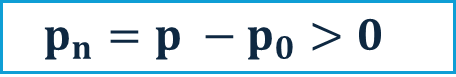 pₙ = p − p₀ > 0